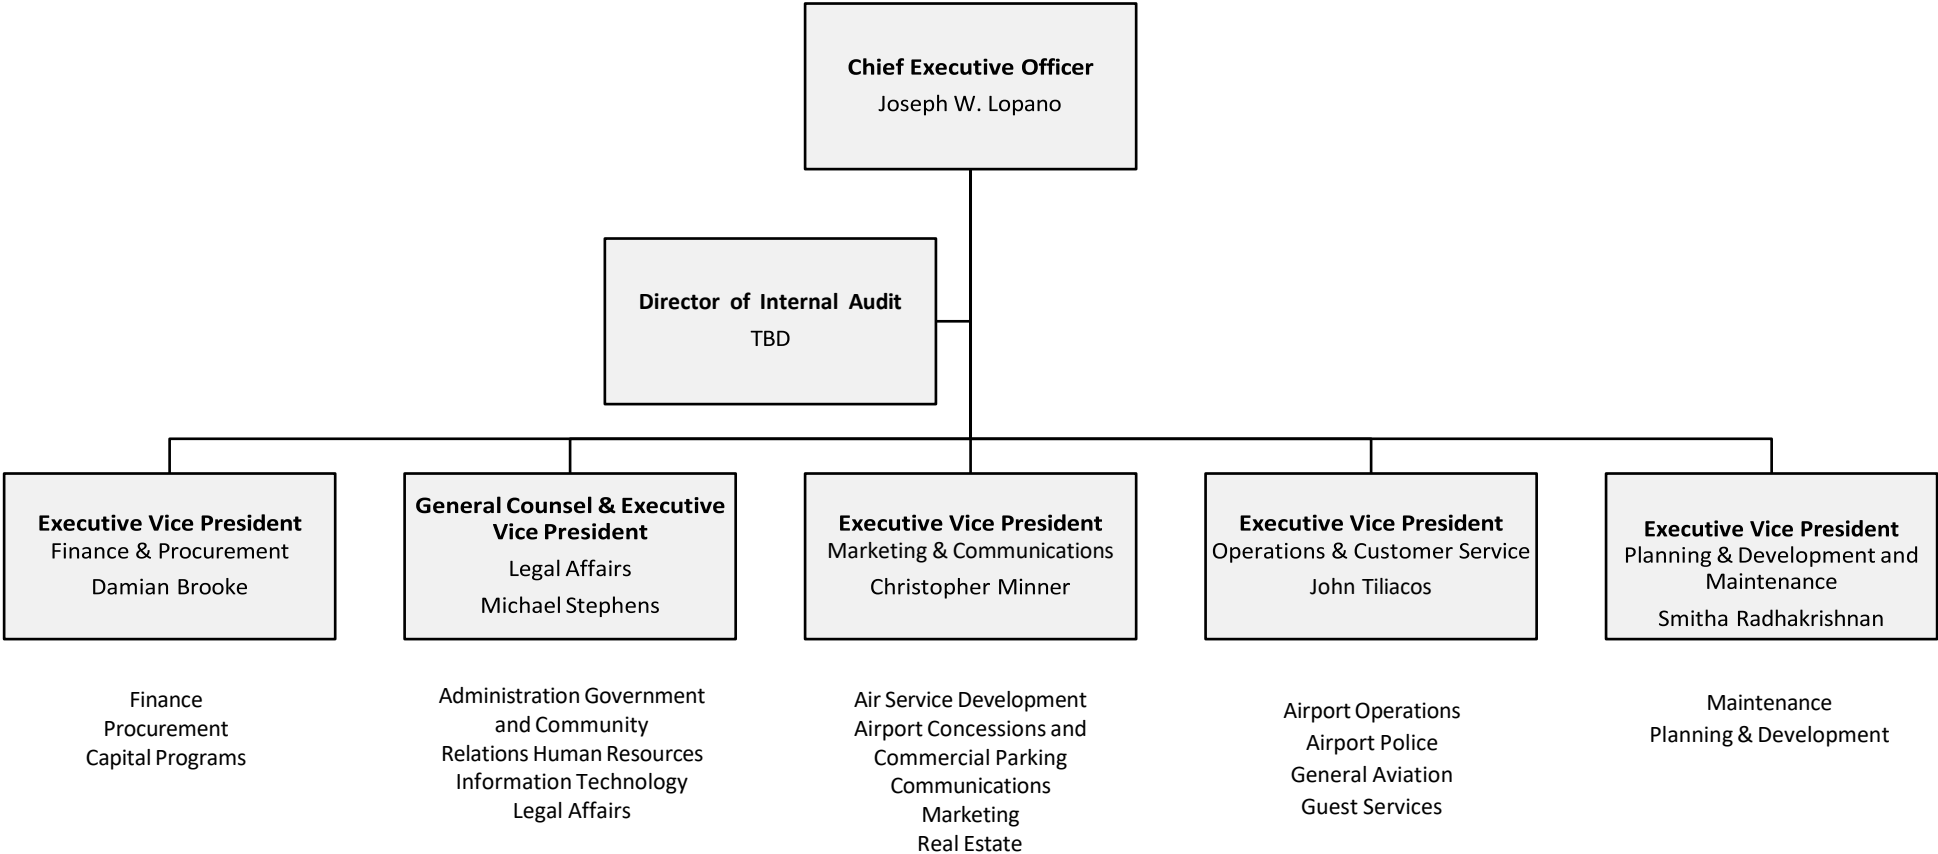 Chief Executive Officer
Joseph W. Lopano
Director of Internal Audit
TBD
Executive Vice President
Finance & Procurement
Damian Brooke
General Counsel & Executive
Vice President
Legal Affairs
Michael Stephens
Executive Vice President
Marketing & Communications
Christopher Minner
Executive Vice President
Operations & Customer Service
John Tiliacos
Executive Vice President
Planning & Development and
Maintenance
Smitha Radhakrishnan
Finance
Procurement
Capital Programs
Administration Government
and Community
Relations Human Resources
Information Technology
Legal Affairs
Air Service Development
Airport Concessions and
Commercial Parking
Communications
Marketing
Real Estate
Airport Operations
Airport Police
General Aviation
Guest Services
Maintenance
Planning & Development